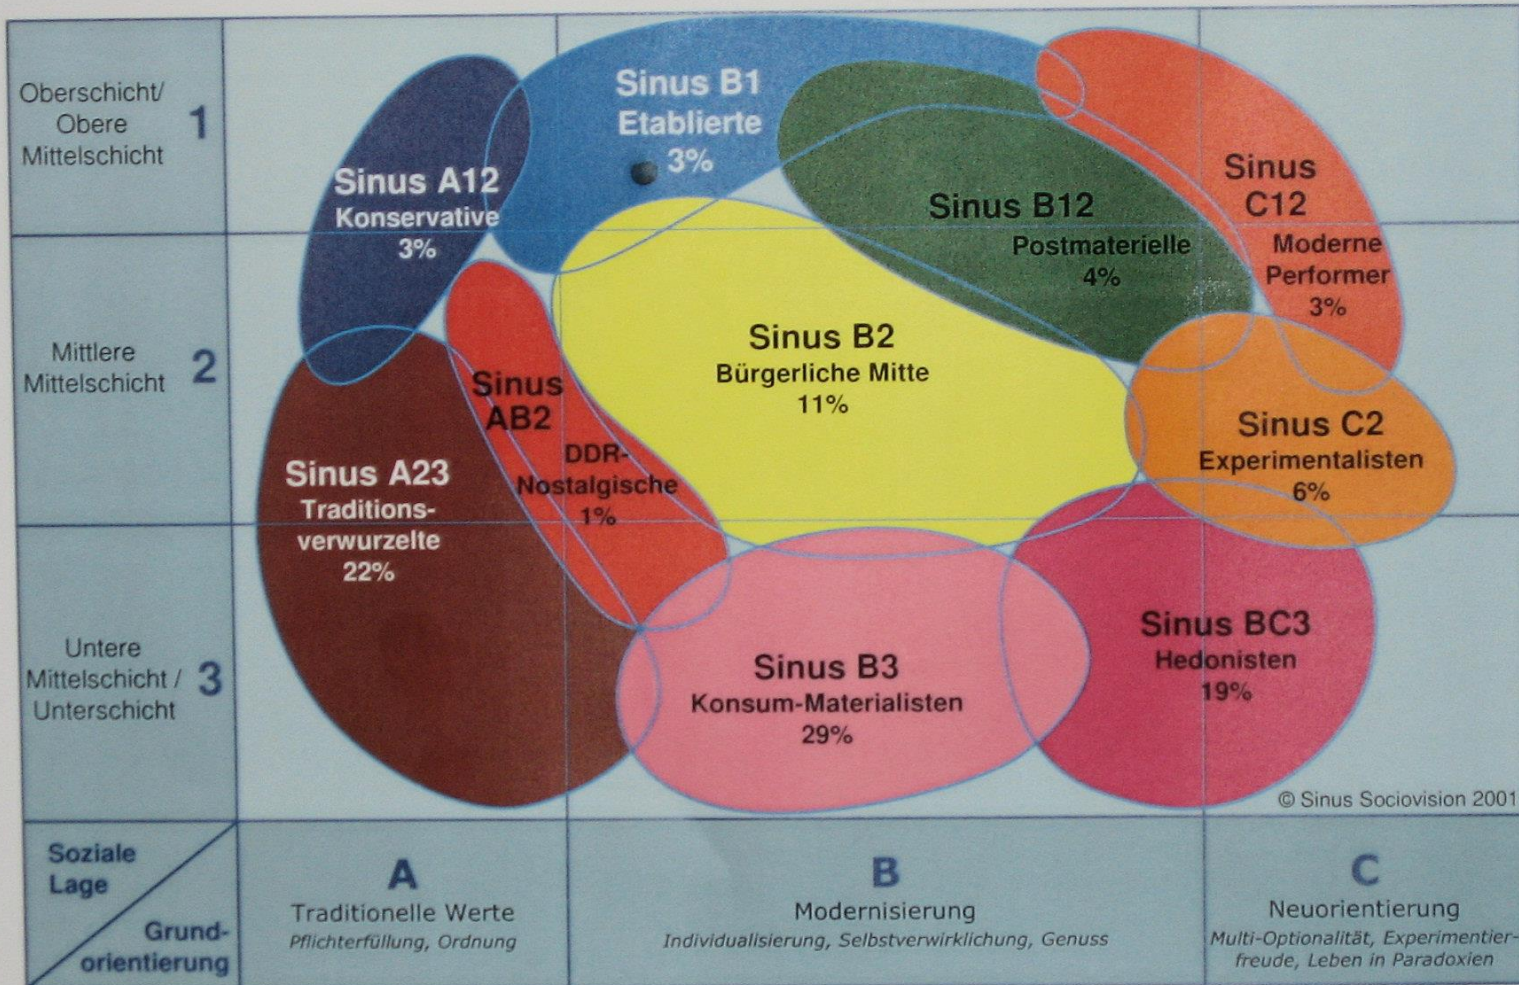 Oberschicht/
Obere
Mittelschicht
1
Sinus A12
Konservative
3%
Sinus B1
Etablierte
3%
Sinus B12
Postmaterielle
4%
Sinus
C12
Moderne
Performer
3%
Mittlere
Mittelschicht
2
Sinus A23
Traditions-
verwurzelte
22%
Sinus
AB2
DDR-
Nostalgische
1%
Sinus B2
Bürgerliche Mitte
11%
Sinus C2
Experimentalisten
6%
Untere
Mittelschicht /
Unterschicht
3
Sinus B3
Konsum-Materialisten
29%
Sinus BC3
Hedonisten
19%
© Sinus Sociovision 2001
Soziale
Lage
Grund-
orientierung
A
Traditionelle Werte
Pflichterfüllung, Ordnung
B
Modernisierung
Individualisierung, Selbstverwirklichung, Genuss
C
Neuorientierung
Multi-Optionalität, Experimentier-
freude, Leben in Paradoxien